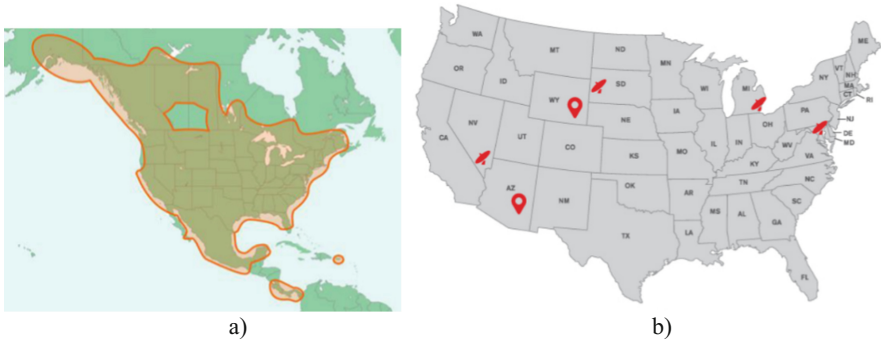 WA
MT
ND
MN
ME
OR
ID
WY
SD
WI
MI
NY
VT
NH
MA
CT
RI
NV
UT
CO
NE
IA
IL
IN
OH
PA
NJ
DE
MD
CA
AZ
NM
KS
MO
KY
WV
VA
OK
AR
TN
NC
SC
TX
LA
MS
AL
GA
FL
a)
b)